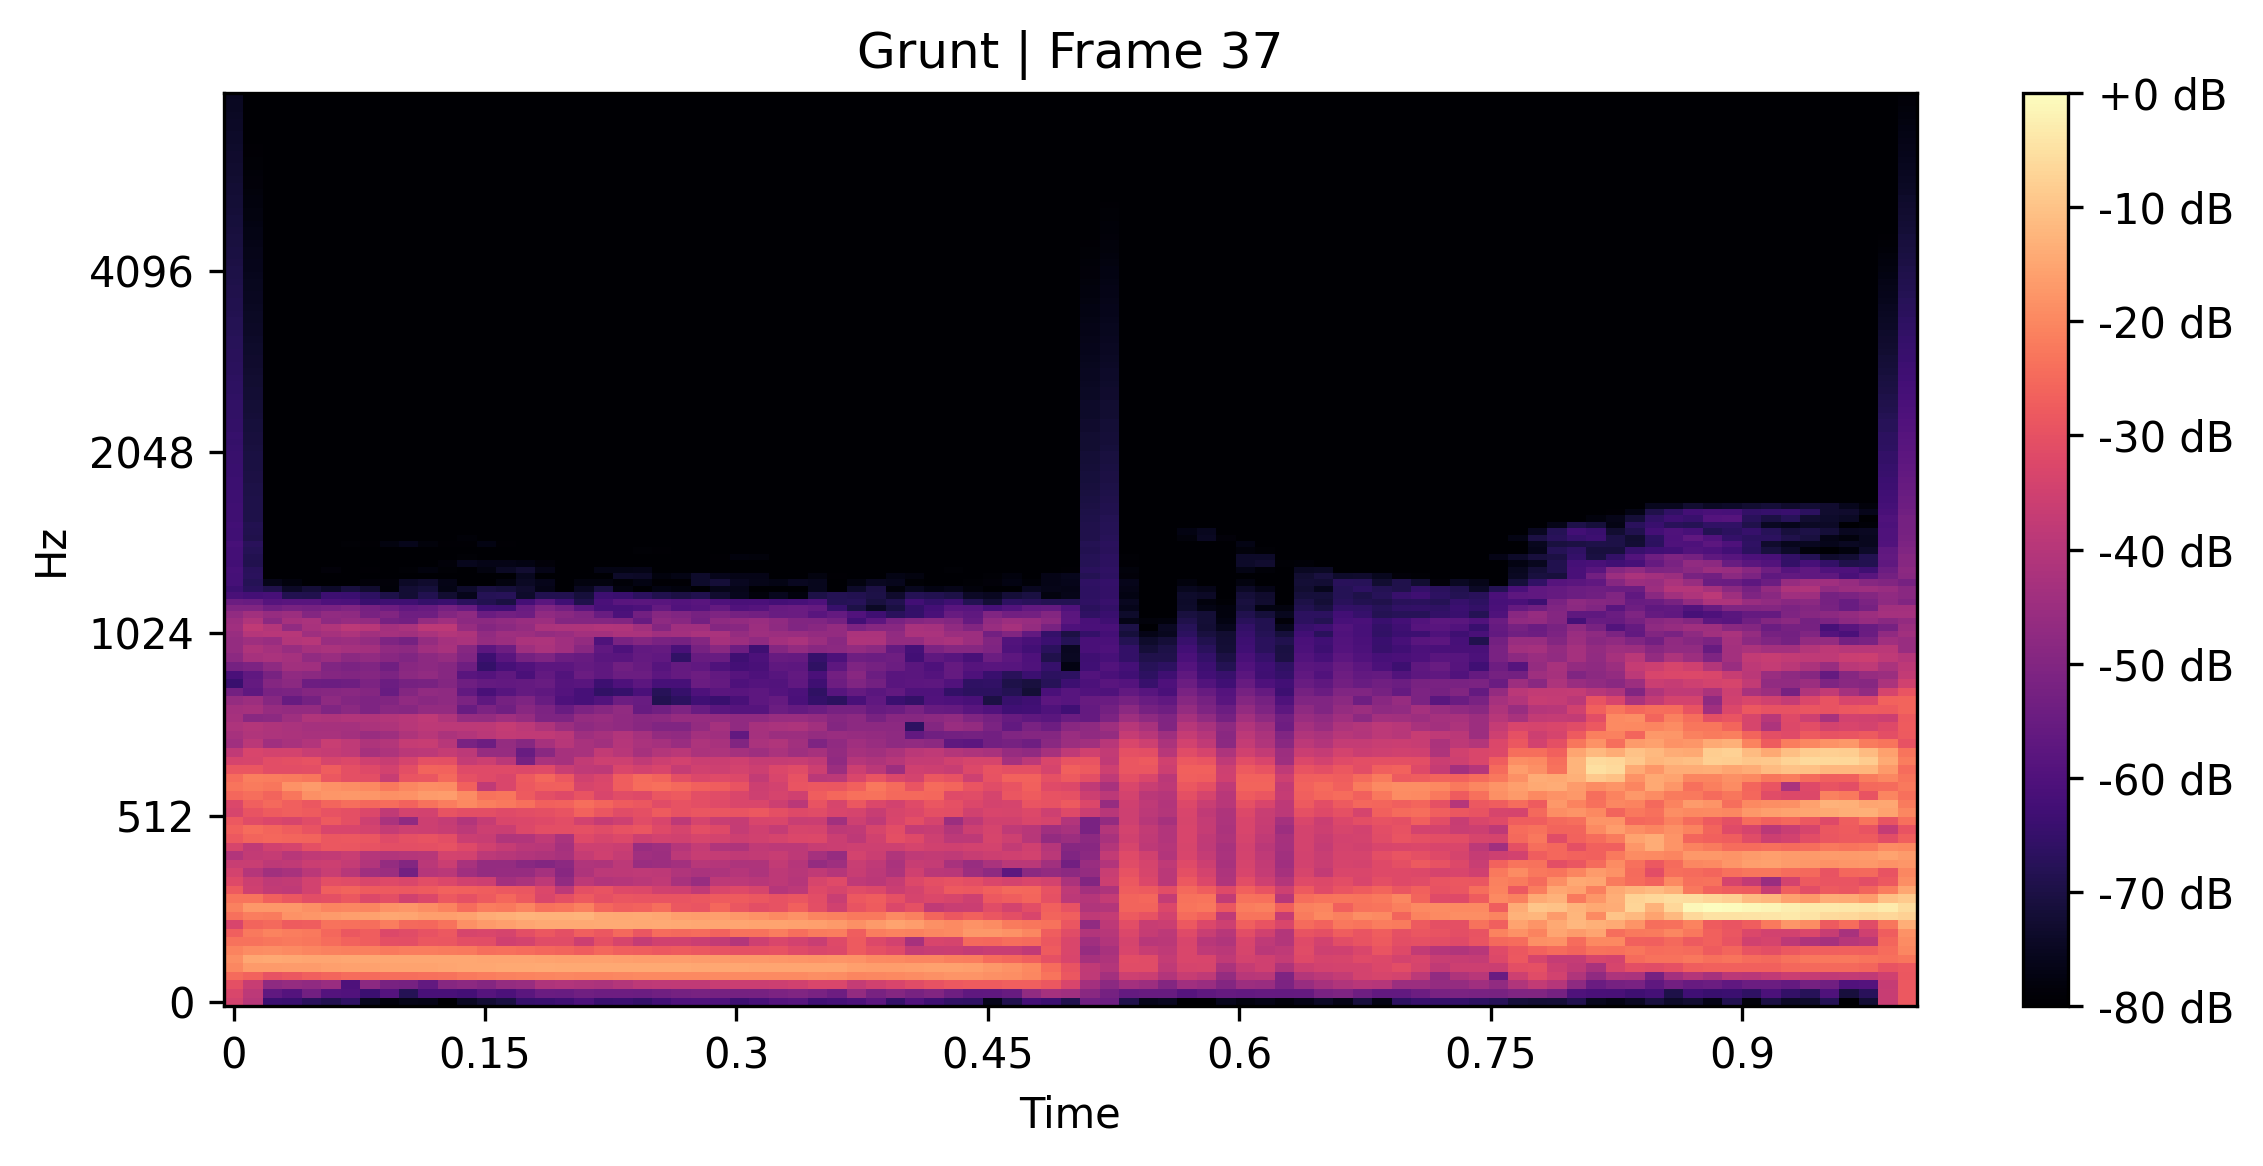 Grunt | Frame 37
+0 dB
-10 dB
-20 dB
-30 dB
-40 dB
-50 dB
-60 dB
-70 dB
-80 dB
Hz
4096
2048
1024
512
0
0 0.15 0.3 0.45 0.6 0.75 0.9
Time